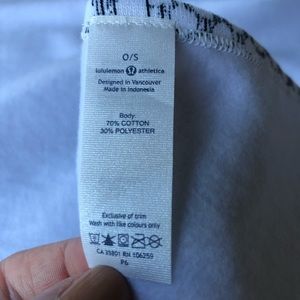 O/S
lululemon athletica
Designed in Vancouver
Made in Indonesia
Body:
70% COTTON
30% POLYESTER
Exclusive of trim
Wash with like colours only
CA 35801 RN 106259
P6